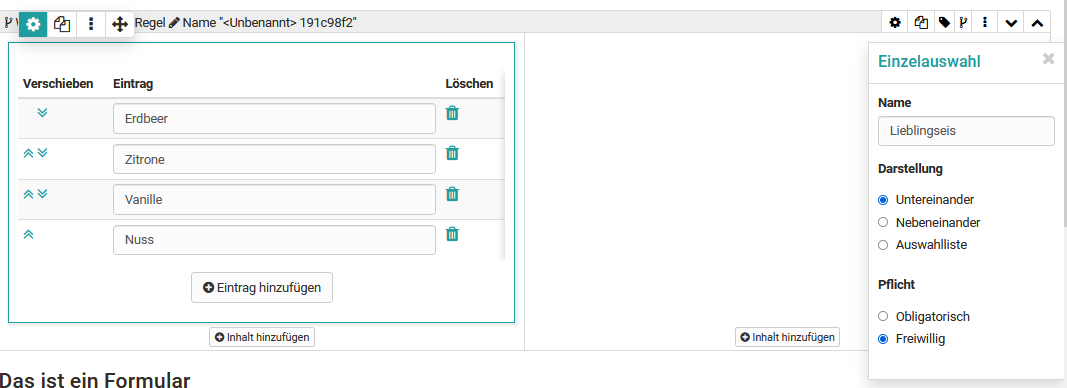 Regel Name "<Unbenannt> 191c98f2"
Verschieben Eintrag Löschen
Erdbeer
Zitrone
Vanille
Nuss
Eintrag hinzufügen
Inhalt hinzufügen
Inhalt hinzufügen
Einzelauswahl
Name
Lieblingseis
Darstellung
Untereinander
Nebeneinander
Auswahlliste
Pflicht
Obligatorisch
Freiwillig
Das ist ein Formular